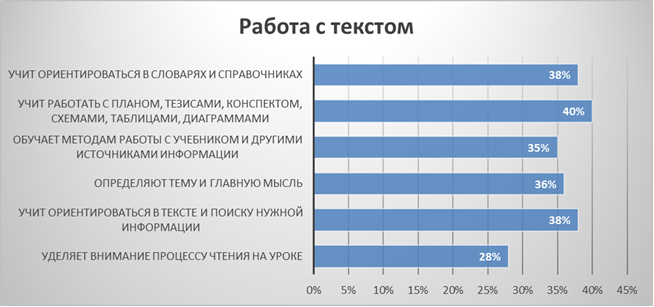 Работа с текстом
УЧИТ ОРИЕНТИРОВАТЬСЯ В СЛОВАРЯХ И СПРАВОЧНИКАХ
38%
УЧИТ РАБОТАТЬ С ПЛАНОМ, ТЕЗИСАМИ, КОНСПЕКТОМ,
СХЕМАМИ, ТАБЛИЦАМИ, ДИАГРАММАМИ
40%
ОБУЧАЕТ МЕТОДАМ РАБОТЫ С УЧЕБНИКОМ И ДРУГИМИ
ИСТОЧНИКАМИ ИНФОРМАЦИИ
35%
ОПРЕДЕЛЯЮТ ТЕМУ И ГЛАВНУЮ МЫСЛЬ
36%
УЧИТ ОРИЕНТИРОВАТЬСЯ В ТЕКСТЕ И ПОИСКУ НУЖНОЙ
ИНФОРМАЦИИ
38%
УДЕЛЯЕТ ВНИМАНИЕ ПРОЦЕССУ ЧТЕНИЯ НА УРОКЕ
28%
0% 5% 10% 15% 20% 25% 30% 35% 40% 45%